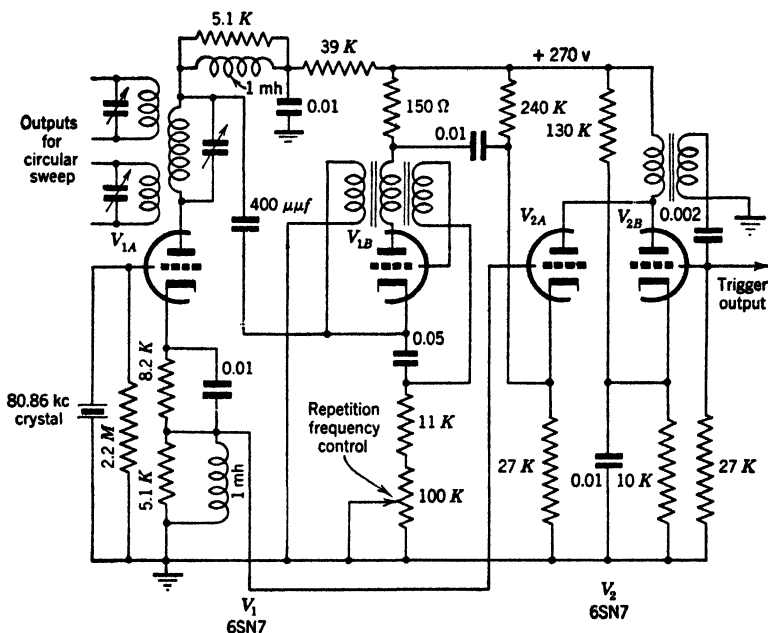 5.1 K
39 K
+ 270 v
1 mh
0.01
150 Ω
0.01
240 K
130 K
Outputs
for
circular
sweep
400 μμf
V1A
V1B
V2A
V2B
0.002
Trigger
output
8.2 K
0.01
0.05
80.86 kc
crystal
2.2 M
Repetition
frequency
control
11 K
5.1 K
1 mh
100 K
27 K
0.01
10 K
27 K
V1
6SN7
V2
6SN7